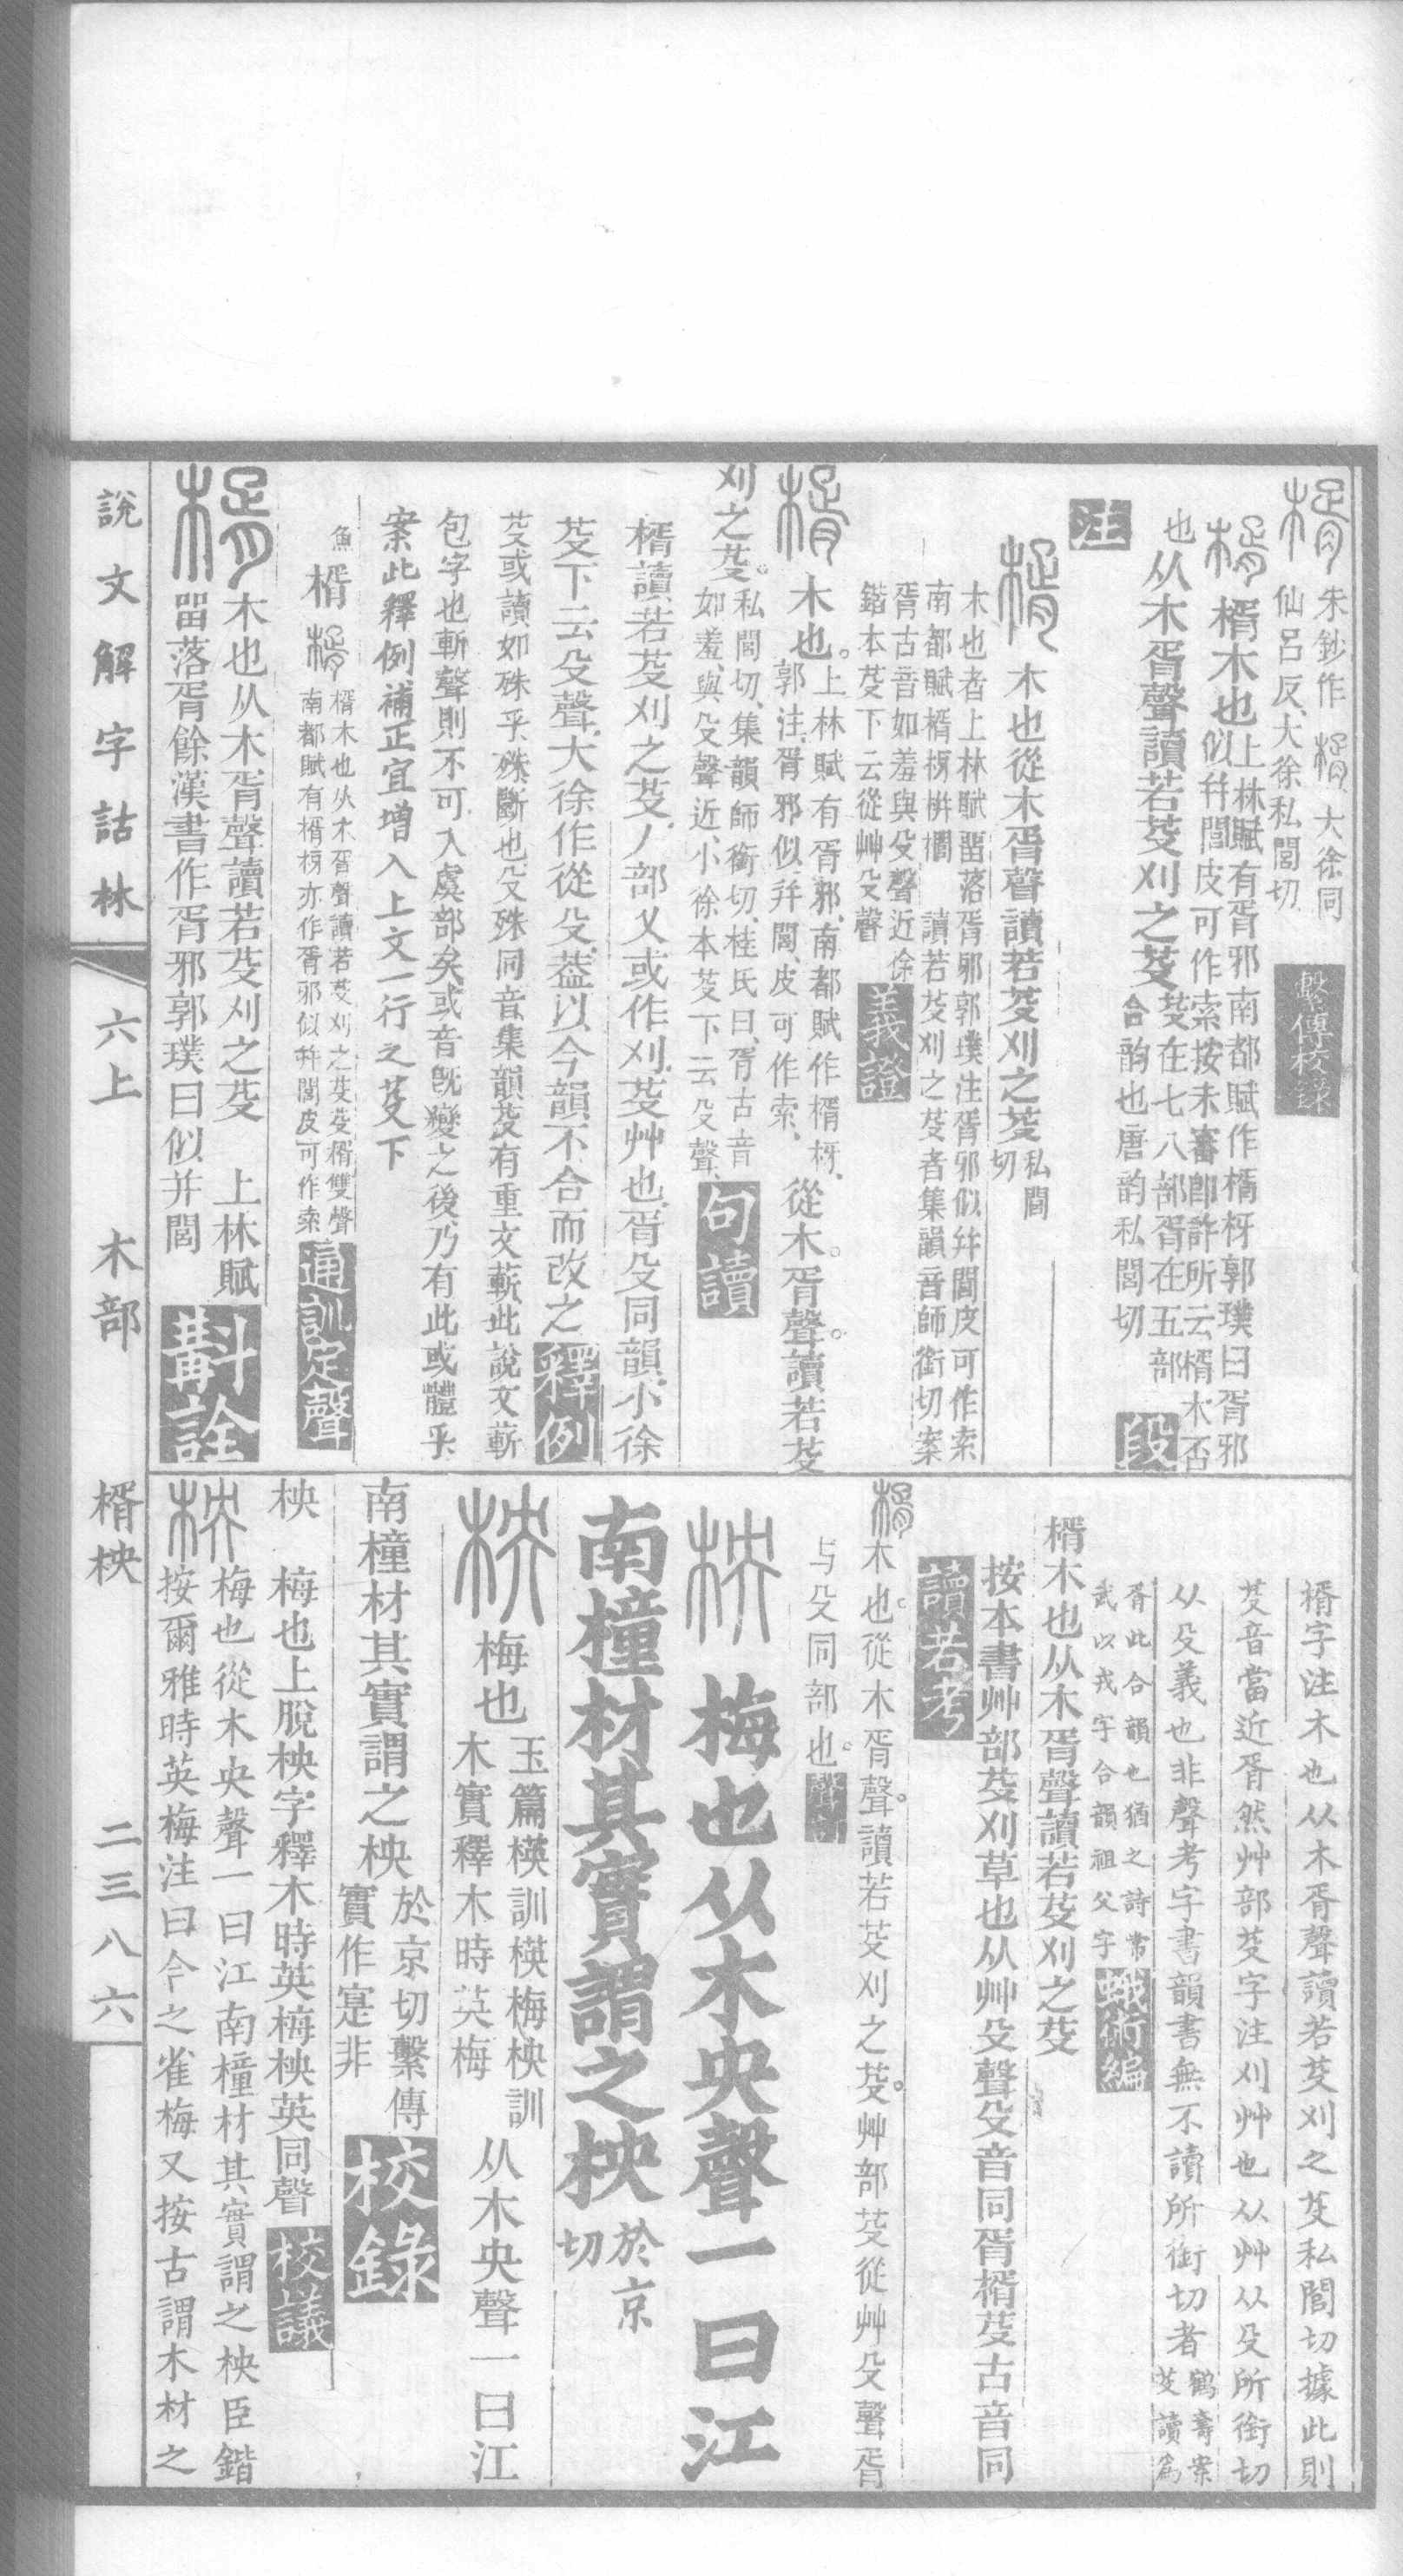 楈 朱鈔作楈大徐同
仙呂反大徐私閭切 繫傳校錄
楈 楈木也上林賦有胥邪南都賦作楈枒郭璞曰胥邪
似幷閭皮可作索按未審卽許所云楈木否
也从木胥聲讀若芟刈之芟 芟在七八部胥在五部
合韵也唐韵私閭切 段
注
楈 木也從木胥聲讀若芟刈之芟 私閭
切
木也者上林賦留落胥邪郭璞注胥邪似幷閭皮可作索
南都賦楈枒栟櫚 讀若芟刈之芟者集韻音師銜切案
胥古音如羞與殳聲近徐
鍇本芟下云從艸殳聲 義證
楈 木也。上林賦有胥邪、南都賦作楈枒、
郭注、胥邪似幷閭、皮可作索、 從木。胥聲。讀若芟
刈之芟。私閭切、集韻師銜切、桂氏曰、胥古音
如羞、與殳聲近、小徐本芟下云殳聲、 句讀
楈讀若芟刈之芟、丿部乂或作刈、芟艸也、胥殳同韻、小徐
芟下云殳聲、大徐作從殳、葢以今韻不合而改之 釋例
芟或讀如殊乎、殊斷也、殳殊同音、集韻芟有重文蔪、此說文蔪
包字也、斬聲則不可入虞部矣、或音旣變之後乃有此或體乎
案此釋例補正宜增入上文一行之芟下
魚 楈 楈 楈木也从木胥聲讀若芟刈之芟芟楈雙聲
南都賦有楈枒亦作胥邪似幷閭皮可作索 通訓定聲
楈 木也从木胥聲讀若芟刈之芟 上林賦
留落胥餘漢書作胥邪郭璞曰似并閭 斠詮
楈字注木也从木胥聲讀若芟刈之芟私閭切據此則
芟音當近胥然艸部芟字注刈艸也从艸从殳所銜切
从殳義也非聲考字書韻書無不讀所銜切者 鶴壽案
芟讀爲
胥此合韻也猶之詩常
武以戎字合韻祖父字 蛾術編
楈木也从木胥聲讀若芟刈之芟
按本書艸部芟刈草也从艸殳聲殳音同胥楈芟古音同
讀若考
楈 木也。從木胥聲。讀若芟刈之芟。艸部芟從艸殳聲胥
与殳同部也。
柍 梅也从木央聲一曰江
南橦材其實謂之柍 於京
切
柍 梅也 玉篇楧訓楧梅柍訓
木實釋木時英梅 从木央聲一曰江
南橦材其實謂之柍 於京切繫傳
實作寔非 校錄
柍 梅也上脫柍字釋木時英梅柍英同聲 校議
柍 梅也從木央聲一曰江南橦材其實謂之柍臣鍇
按爾雅時英梅注曰今之雀梅又按古謂木材之
說文解字詁林 六上 木部 楈柍 二三八六